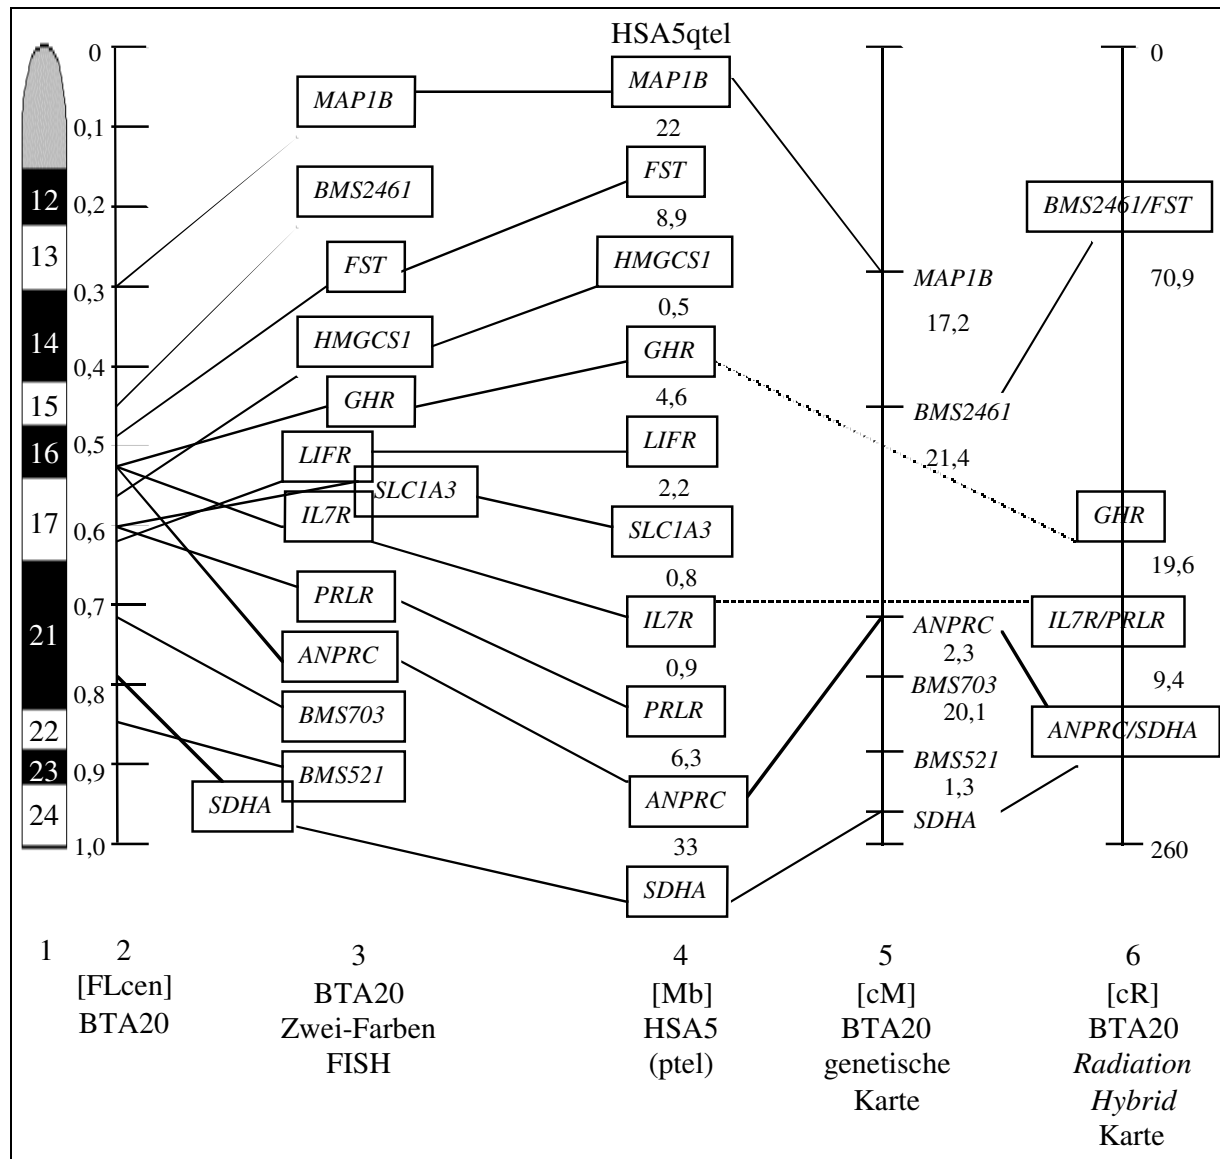 HSA5qtel
0
0,1
0,2
0,3
0,4
0,5
0,6
0,7
0,8
0,9
1,0
12
13
14
15
16
17
21
22
23
24
MAP1B
BMS2461
FST
HMGCS1
GHR
LIFR
SLC1A3
IL7R
PRLR
ANPRC
BMS703
BMS521
SDHA
MAP1B
22
FST
8,9
HMGCS1
0,5
GHR
4,6
LIFR
2,2
SLC1A3
0,8
IL7R
0,9
PRLR
6,3
ANPRC
33
SDHA
MAP1B
17,2
BMS2461
21,4
ANPRC
2,3
BMS703
20,1
BMS521
1,3
SDHA
0
BMS2461/FST
70,9
GHR
19,6
IL7R/PRLR
9,4
ANPRC/SDHA
260
1
2
[FLcen]
BTA20
3
BTA20
Zwei-Farben
FISH
4
[Mb]
HSA5
(ptel)
5
[cM]
BTA20
genetische
Karte
6
[cR]
BTA20
Radiation
Hybrid
Karte